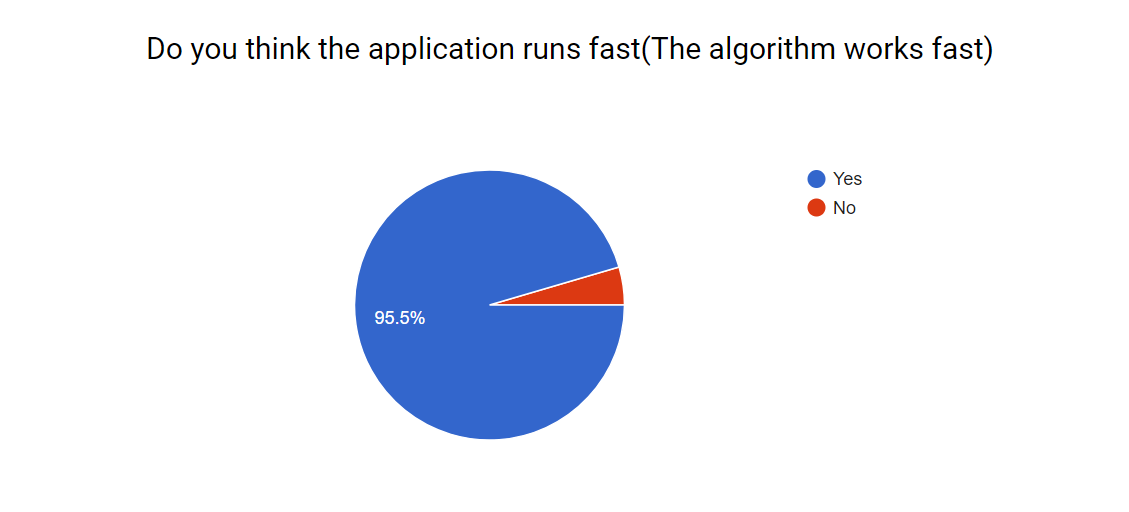 Do you think the application runs fast(The algorithm works fast)
Yes
No
95.5%